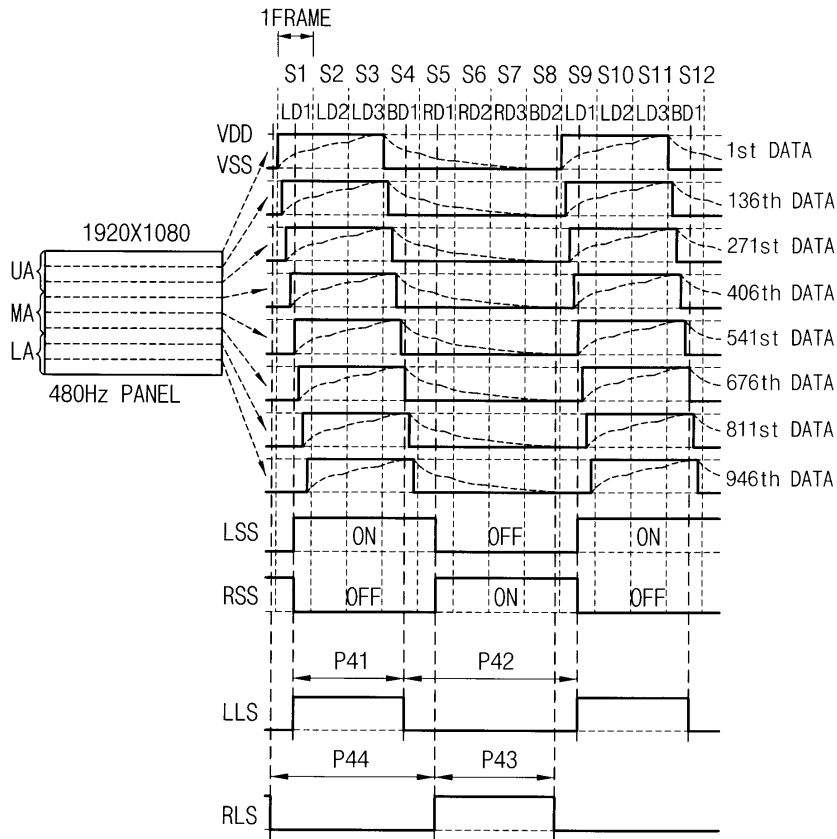 1FRAME
S1 S2 S3 S4 S5 S6 S7 S8 S9 S10 S11 S12
LD1 LD2 LD3 BD1 RD1 RD2 RD3 BD2 LD1 LD2 LD3 BD1
VDD
VSS
1st DATA
136th DATA
1920X1080
271st DATA
UA
406th DATA
MA
541st DATA
LA
480Hz PANEL
676th DATA
811st DATA
946th DATA
LSS ON OFF ON
RSS OFF ON OFF
P41 P42
LLS
P44 P43
RLS